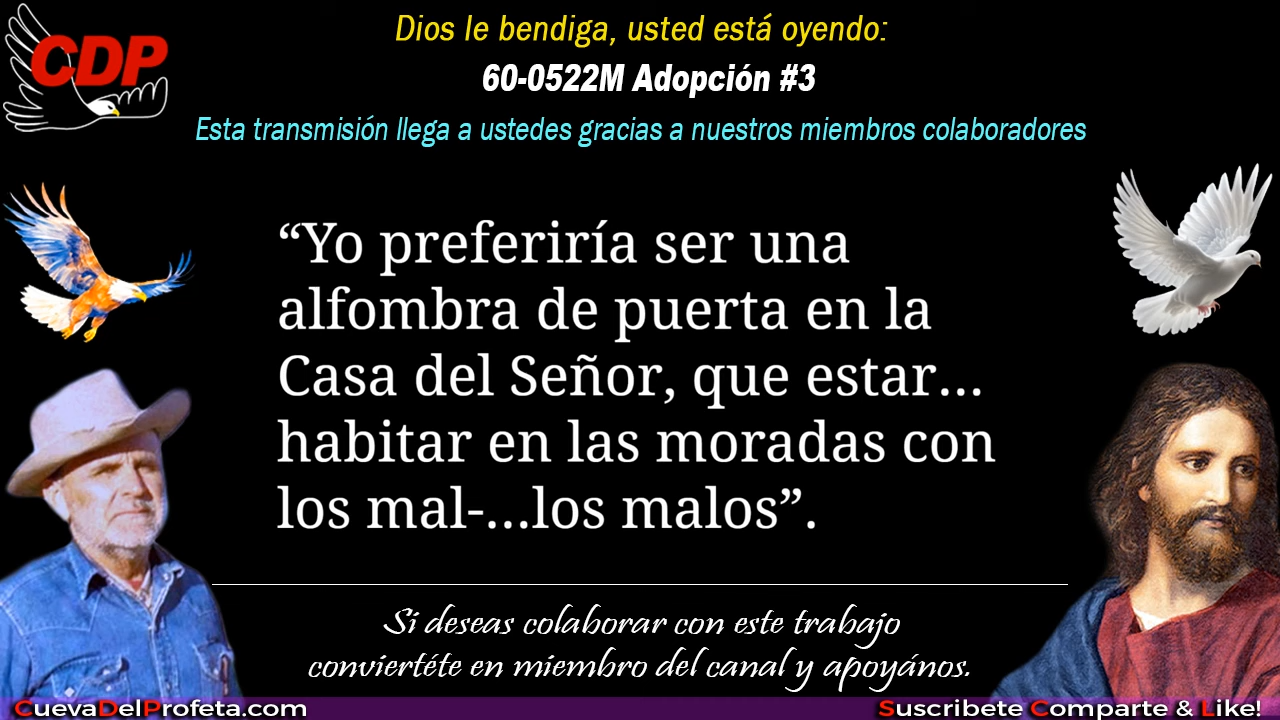 CDP
Dios le bendiga, usted está oyendo:
60-0522M Adopción #3
Esta transmisión llega a ustedes gracias a nuestros miembros colaboradores
“Yo preferiría ser una
alfombra de puerta en la
Casa del Señor, que estar...
habitar en las moradas con
los mal-...los malos”.
Si deseas colaborar con este trabajo
conviertéte en miembro del canal y apoyános.
CuevaDelProfeta.com
Suscribete Comparte & Like!